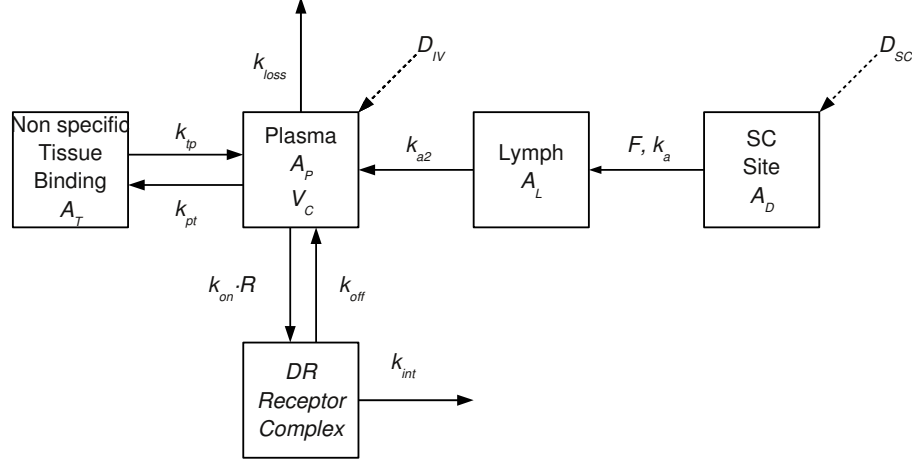 D_IV
D_SC
k_loss
Non specific
Tissue
Binding
A_T
k_tp
k_pt
Plasma
A_P
V_C
k_a2
Lymph
A_L
F, k_a
SC
Site
A_D
k_on·R
k_off
DR
Receptor
Complex
k_int